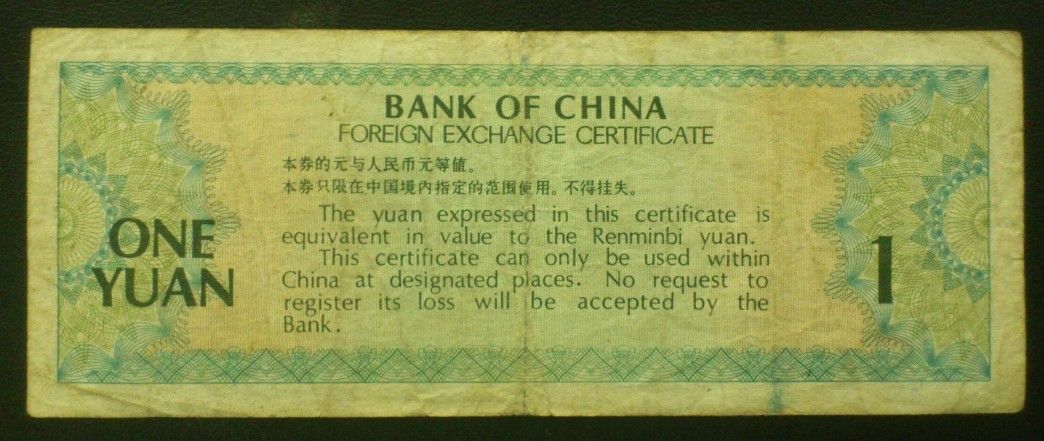 BANK OF CHINA
FOREIGN EXCHANGE CERTIFICATE
本券的元与人民币元等值。
本券只限在中国境内指定的范围使用。不得挂失。
The yuan expressed in this certificate is
equivalent in value to the Renminbi yuan.
This certificate can only be used within
China at designated places. No request to
register its loss will be accepted by the
Bank.
ONE
YUAN
1